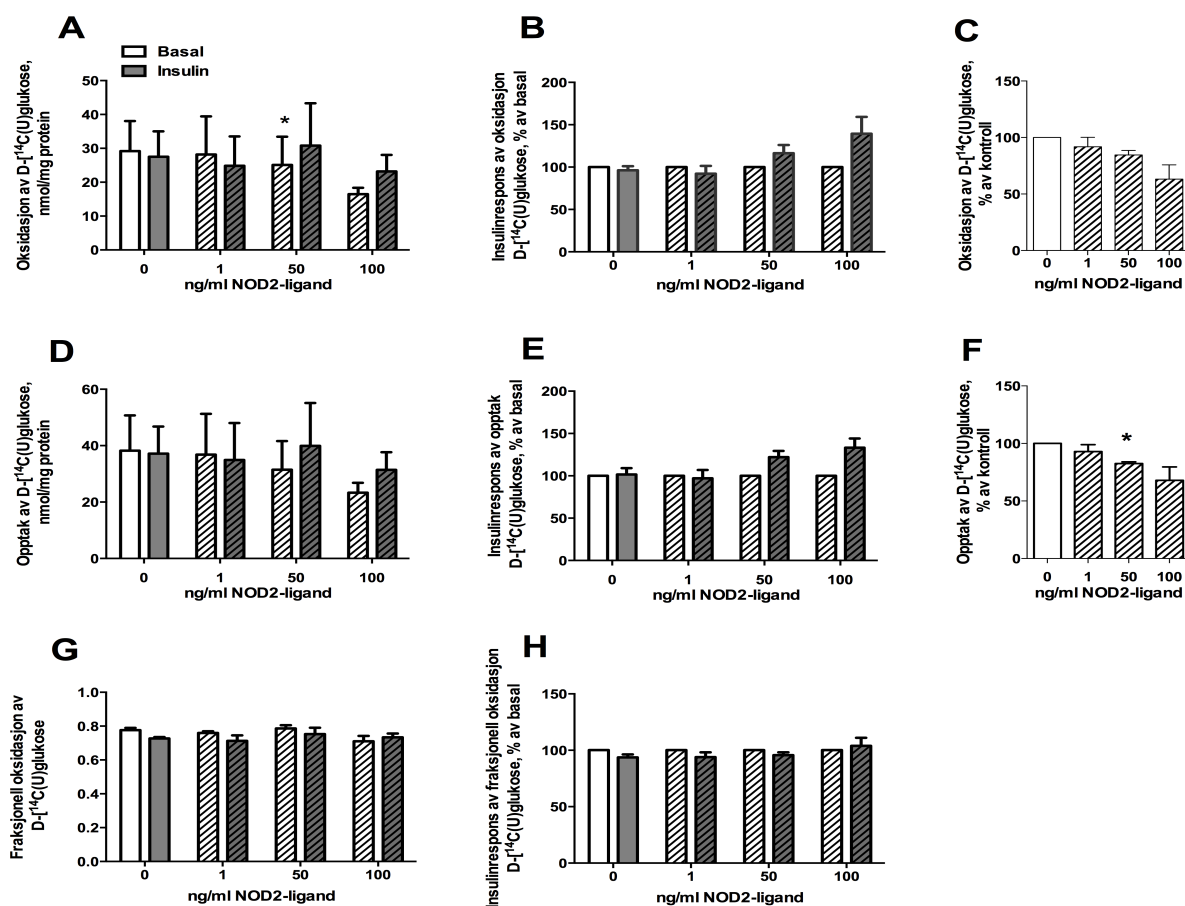 A
Basal
Insulin
Oksidasjon av D-[¹⁴C(U)glukose,
nmol/mg protein
50
40
30
20
10
0
*
0 1 50 100
ng/ml NOD2-ligand
B
Insulinrespons av oksidasjon
D-[¹⁴C(U)glukose, % av basal
200
150
100
50
0
0 1 50 100
ng/ml NOD2-ligand
C
Oksidasjon av D-[¹⁴C(U)glukose,
% av kontroll
150
100
50
0
0 1 50 100
ng/ml NOD2-ligand
D
Opptak av D-[¹⁴C(U)glukose,
nmol/mg protein
60
40
20
0
0 1 50 100
ng/ml NOD2-ligand
E
Insulinrespons av opptak
D-[¹⁴C(U)glukose, % av basal
200
150
100
50
0
0 1 50 100
ng/ml NOD2-ligand
F
Opptak av D-[¹⁴C(U)glukose,
% av kontroll
150
100
50
0
*
0 1 50 100
ng/ml NOD2-ligand
G
Fraksjonell oksidasjon av
D-[¹⁴C(U)glukose
1.0
0.8
0.6
0.4
0.2
0.0
0 1 50 100
ng/ml NOD2-ligand
H
Insulinrespons av fraksjonell oksidasjon
D-[¹⁴C(U)glukose, % av basal
150
100
50
0
0 1 50 100
ng/ml NOD2-ligand